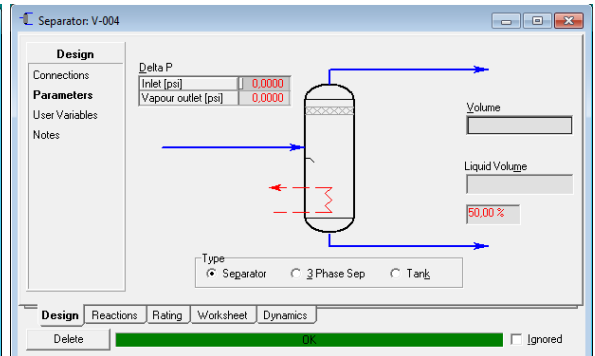 Separator: V-004
Design
Connections
Parameters
User Variables
Notes
Delta P
Inlet [psi] 0,0000
Vapour outlet [psi] 0,0000
Volume
Liquid Volume
50,00 %
Type
Separator 3 Phase Sep Tank
Design Reactions Rating Worksheet Dynamics
Delete OK Ignored